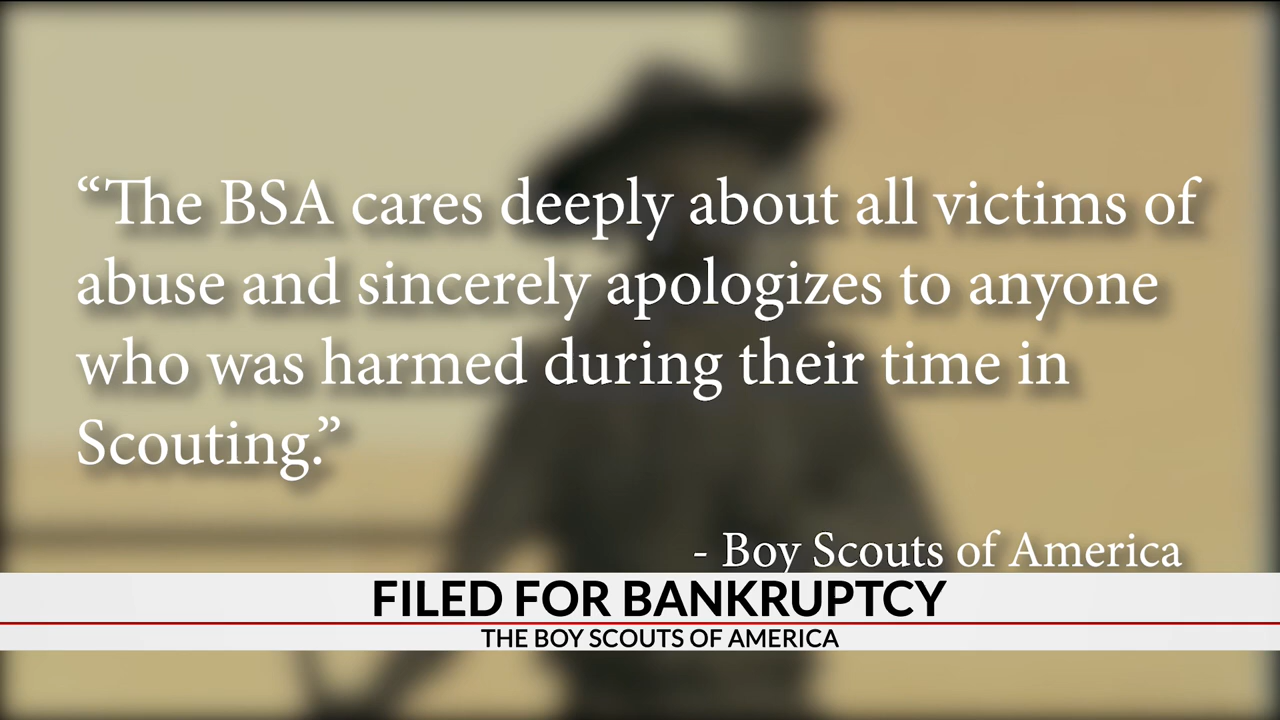 “The BSA cares deeply about all victims of
abuse and sincerely apologizes to anyone
who was harmed during their time in
Scouting.”
- Boy Scouts of America
FILED FOR BANKRUPTCY
THE BOY SCOUTS OF AMERICA